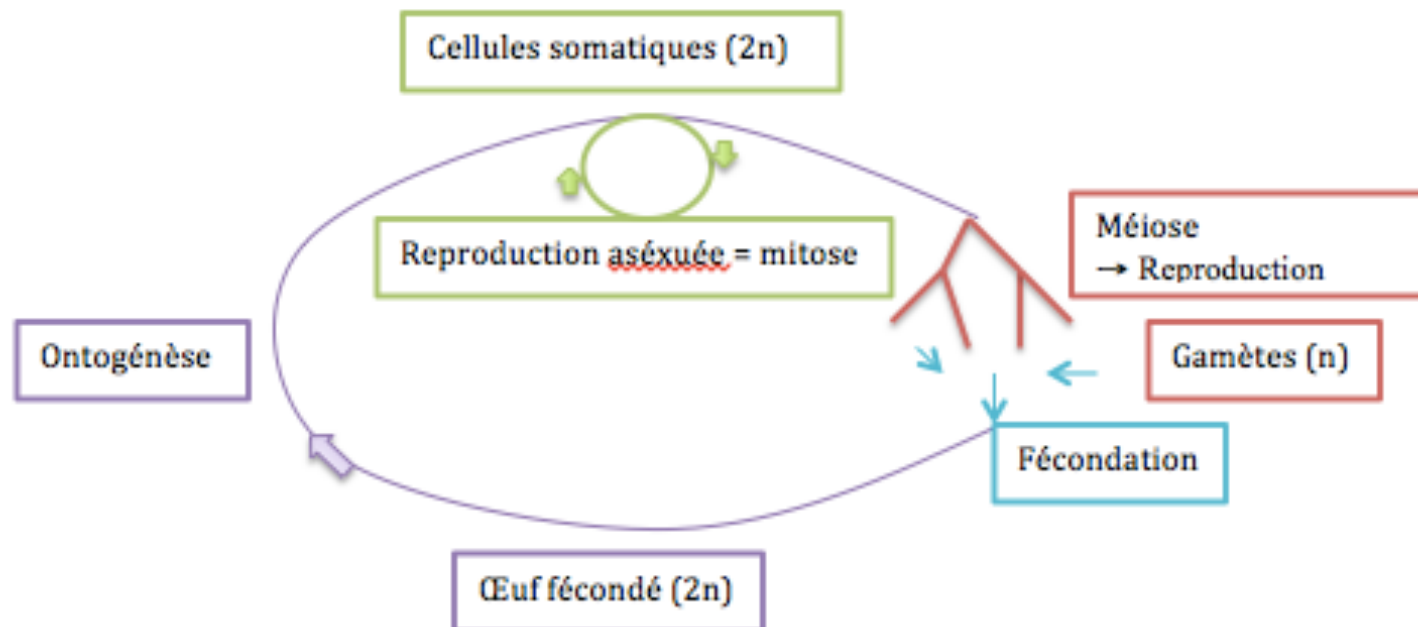 Cellules somatiques (2n)
Reproduction aséxuée = mitose
Méiose
→ Reproduction
Ontogénèse
Gamètes (n)
Fécondation
Œuf fécondé (2n)